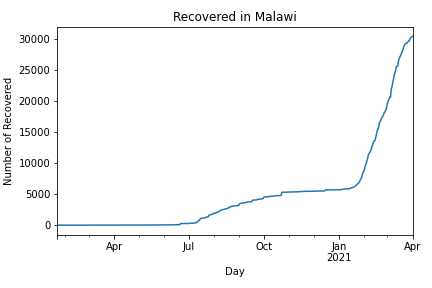 Recovered in Malawi
30000
25000
20000
15000
10000
5000
0
Number of Recovered
Apr
Jul
Oct
Jan
2021
Apr
Day